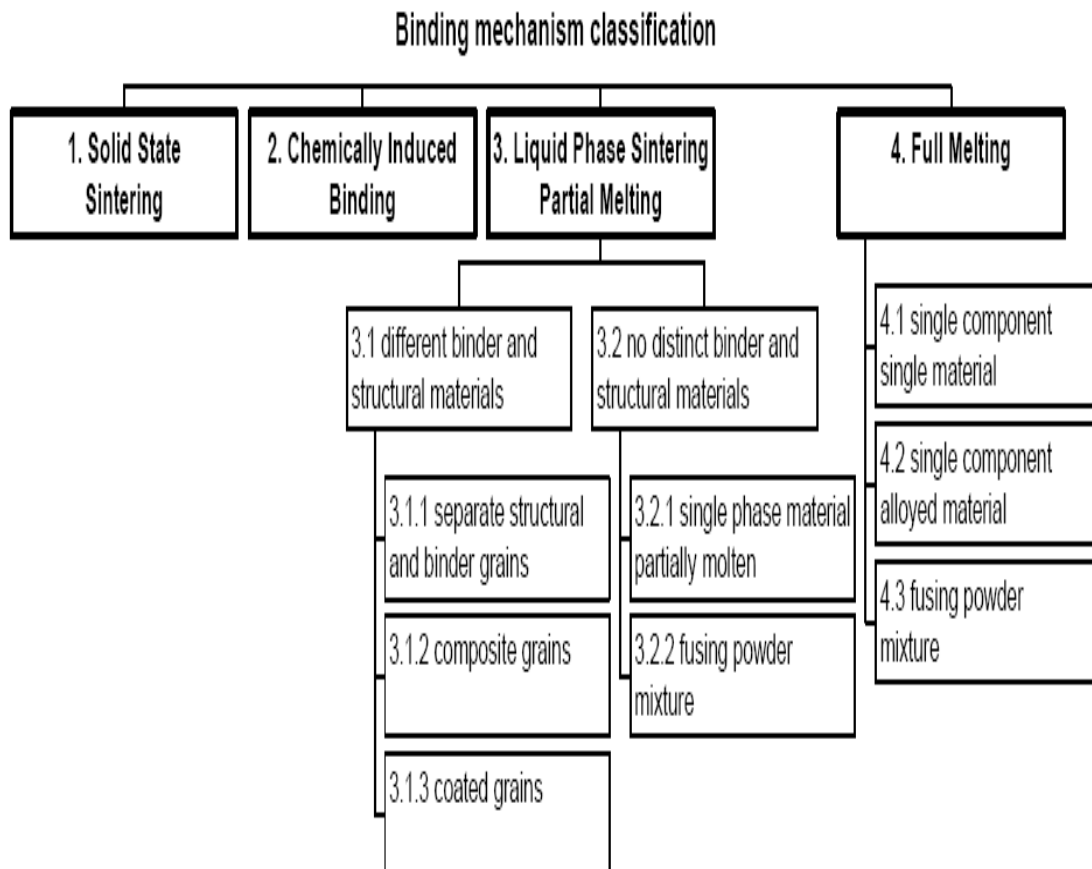 Binding mechanism classification
1. Solid State
Sintering
2. Chemically Induced
Binding
3. Liquid Phase Sintering
Partial Melting
4. Full Melting
3.1 different binder and
structural materials
3.2 no distinct binder and
structural materials
4.1 single component
single material
4.2 single component
alloyed material
4.3 fusing powder
mixture
3.1.1 separate structural
and binder grains
3.1.2 composite grains
3.1.3 coated grains
3.2.1 single phase material
partially molten
3.2.2 fusing powder
mixture